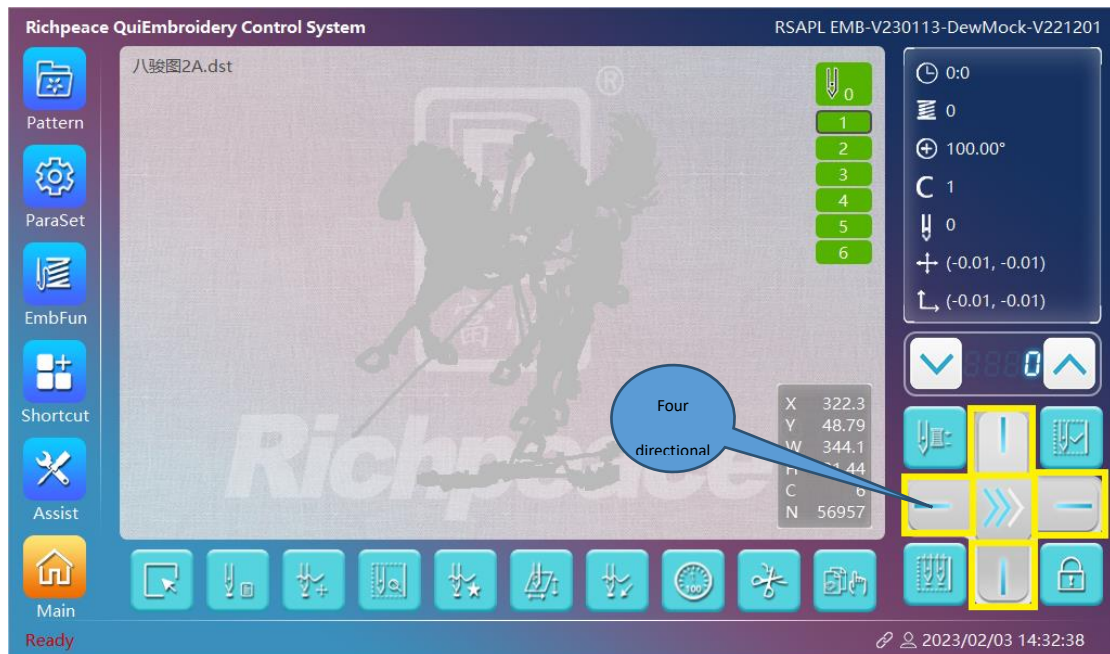 Richpeace QuiEmbroidery Control System
RSAPL EMB-V230113-DewMock-V221201
八骏图2A.dst
®
Pattern
ParaSet
EmbFun
Shortcut
Assist
Main
0
1
2
3
4
5
6
富
Richpeace
Four
directional
X 322.3
Y 48.79
W 344.1
C 6
N 56957
0:0
0
100.00°
C 1
0
(-0.01, -0.01)
(-0.01, -0.01)
0
100
Ready
2023/02/03 14:32:38